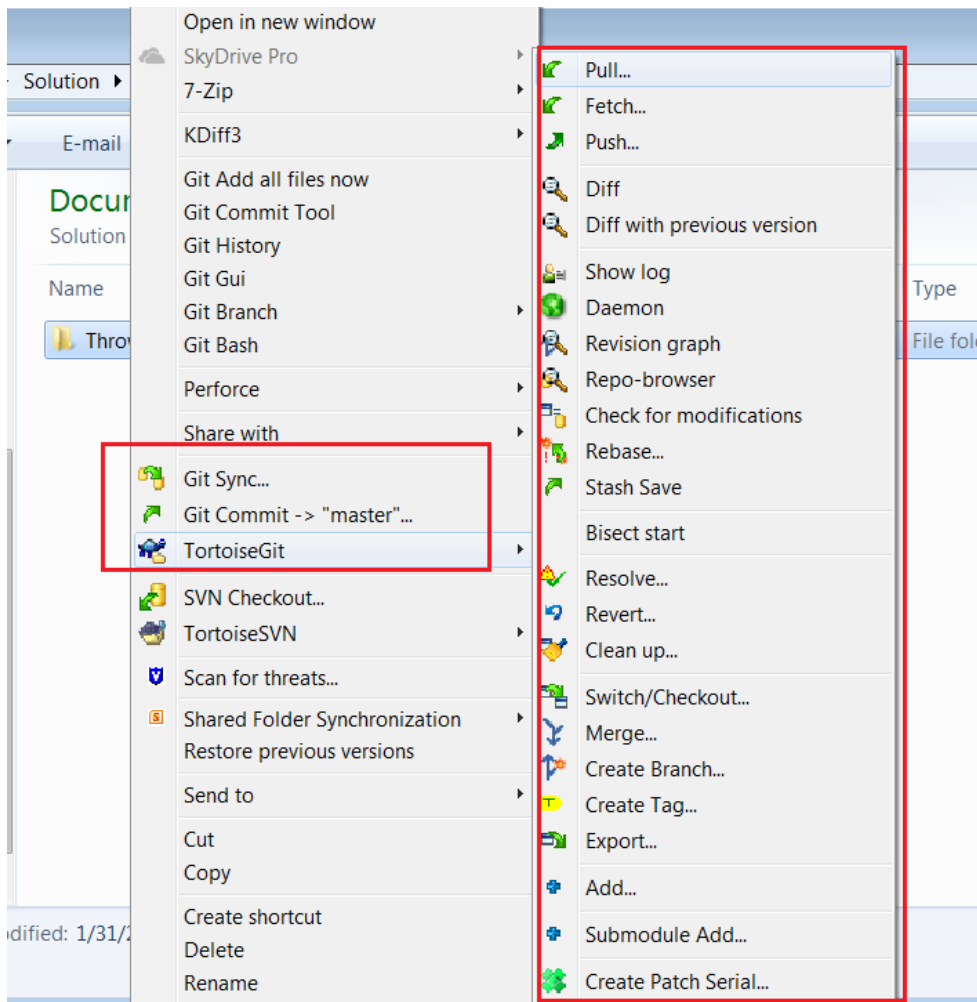 Solution
E-mail
Docu
Solution
Name
Throw
odified: 1/31/2
Open in new window
SkyDrive Pro
7-Zip
KDiff3
Git Add all files now
Git Commit Tool
Git History
Git Gui
Git Branch
Git Bash
Perforce
Share with
Git Sync...
Git Commit -> "master"...
TortoiseGit
SVN Checkout...
TortoiseSVN
Scan for threats...
Shared Folder Synchronization
Restore previous versions
Send to
Cut
Copy
Create shortcut
Delete
Rename
Pull...
Fetch...
Push...
Diff
Diff with previous version
Show log
Daemon
Revision graph
Repo-browser
Check for modifications
Rebase...
Stash Save
Bisect start
Resolve...
Revert...
Clean up...
Switch/Checkout...
Merge...
Create Branch...
Create Tag...
Export...
Add...
Submodule Add...
Create Patch Serial...
Type
File fol